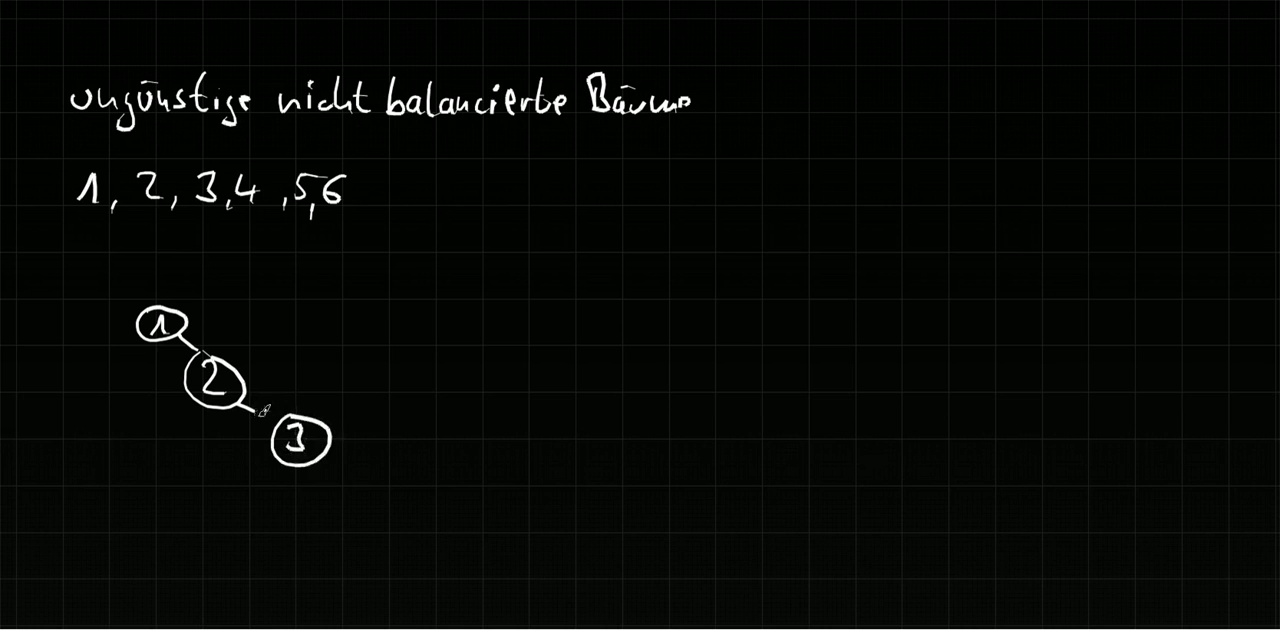 ungünstige nicht balancierte Bäume
1, 2, 3, 4, 5, 6
1
2
3